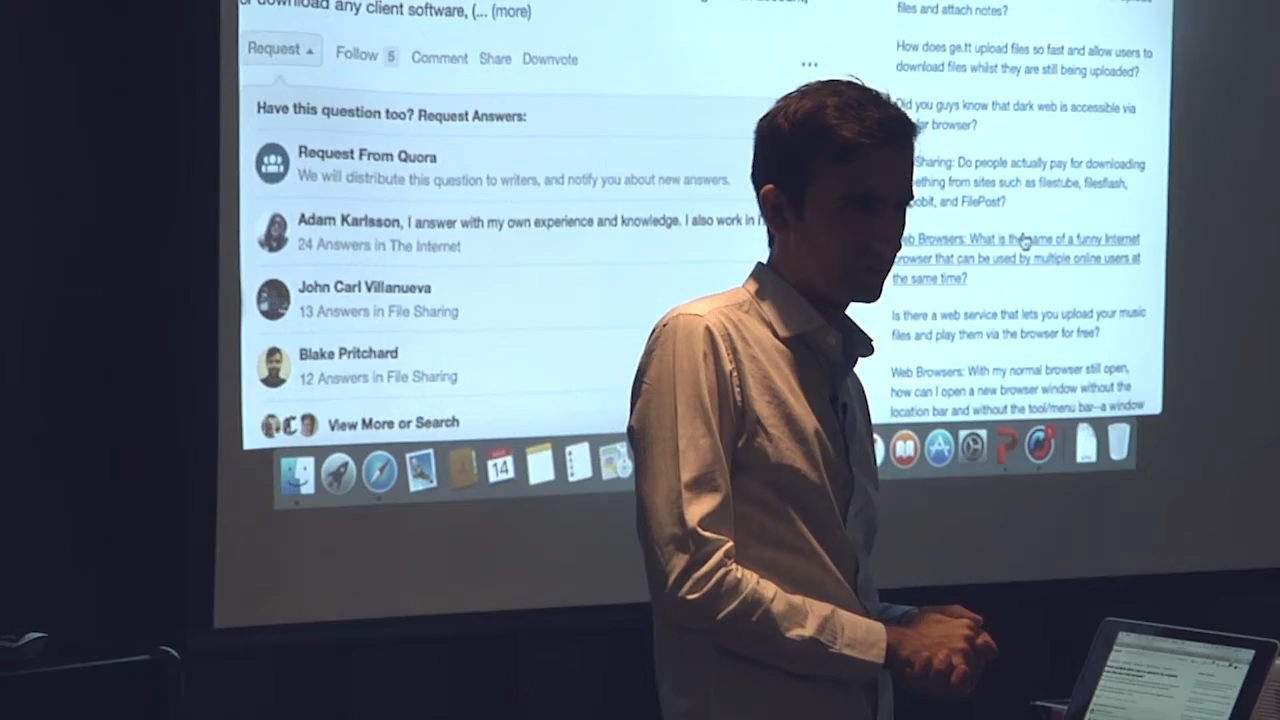 or download any client software, (... (more)
Request
Follow 5 Comment Share Downvote
Have this question too? Request Answers:
Request From Quora
We will distribute this question to writers, and notify you about new answers.
Adam Karlsson, I answer with my own experience and knowledge. I also work in
24 Answers in The Internet
John Carl Villanueva
13 Answers in File Sharing
Blake Pritchard
12 Answers in File Sharing
View More or Search
files and attach notes?
How does ge.tt upload files so fast and allow users to
download files whilst they are still being uploaded?
Did you guys know that dark web is accessible via
browser?
Sharing: Do people actually pay for downloading
from sites such as filestube, filesflash,
and FilePost?
Web Browsers: What is the name of a funny Internet
browser that can be used by multiple online users at
the same time?
Is there a web service that lets you upload your music
files and play them via the browser for free?
Web Browsers: With my normal browser still open,
how can I open a new browser window without the
location bar and without the tool/menu bar--a window
14